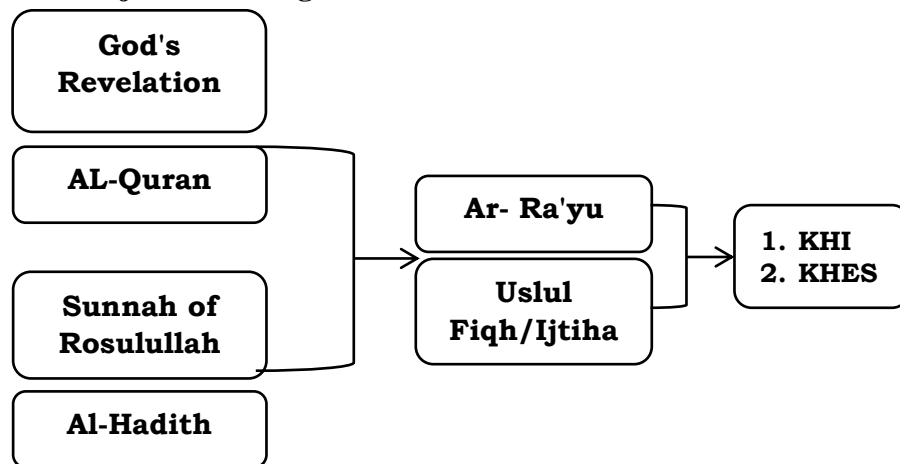 God's
Revelation
AL-Quran
Sunnah of
Rosulullah
Al-Hadith
Ar- Ra'yu
Uslul
Fiqh/Ijtiha
1. KHI
2. KHES